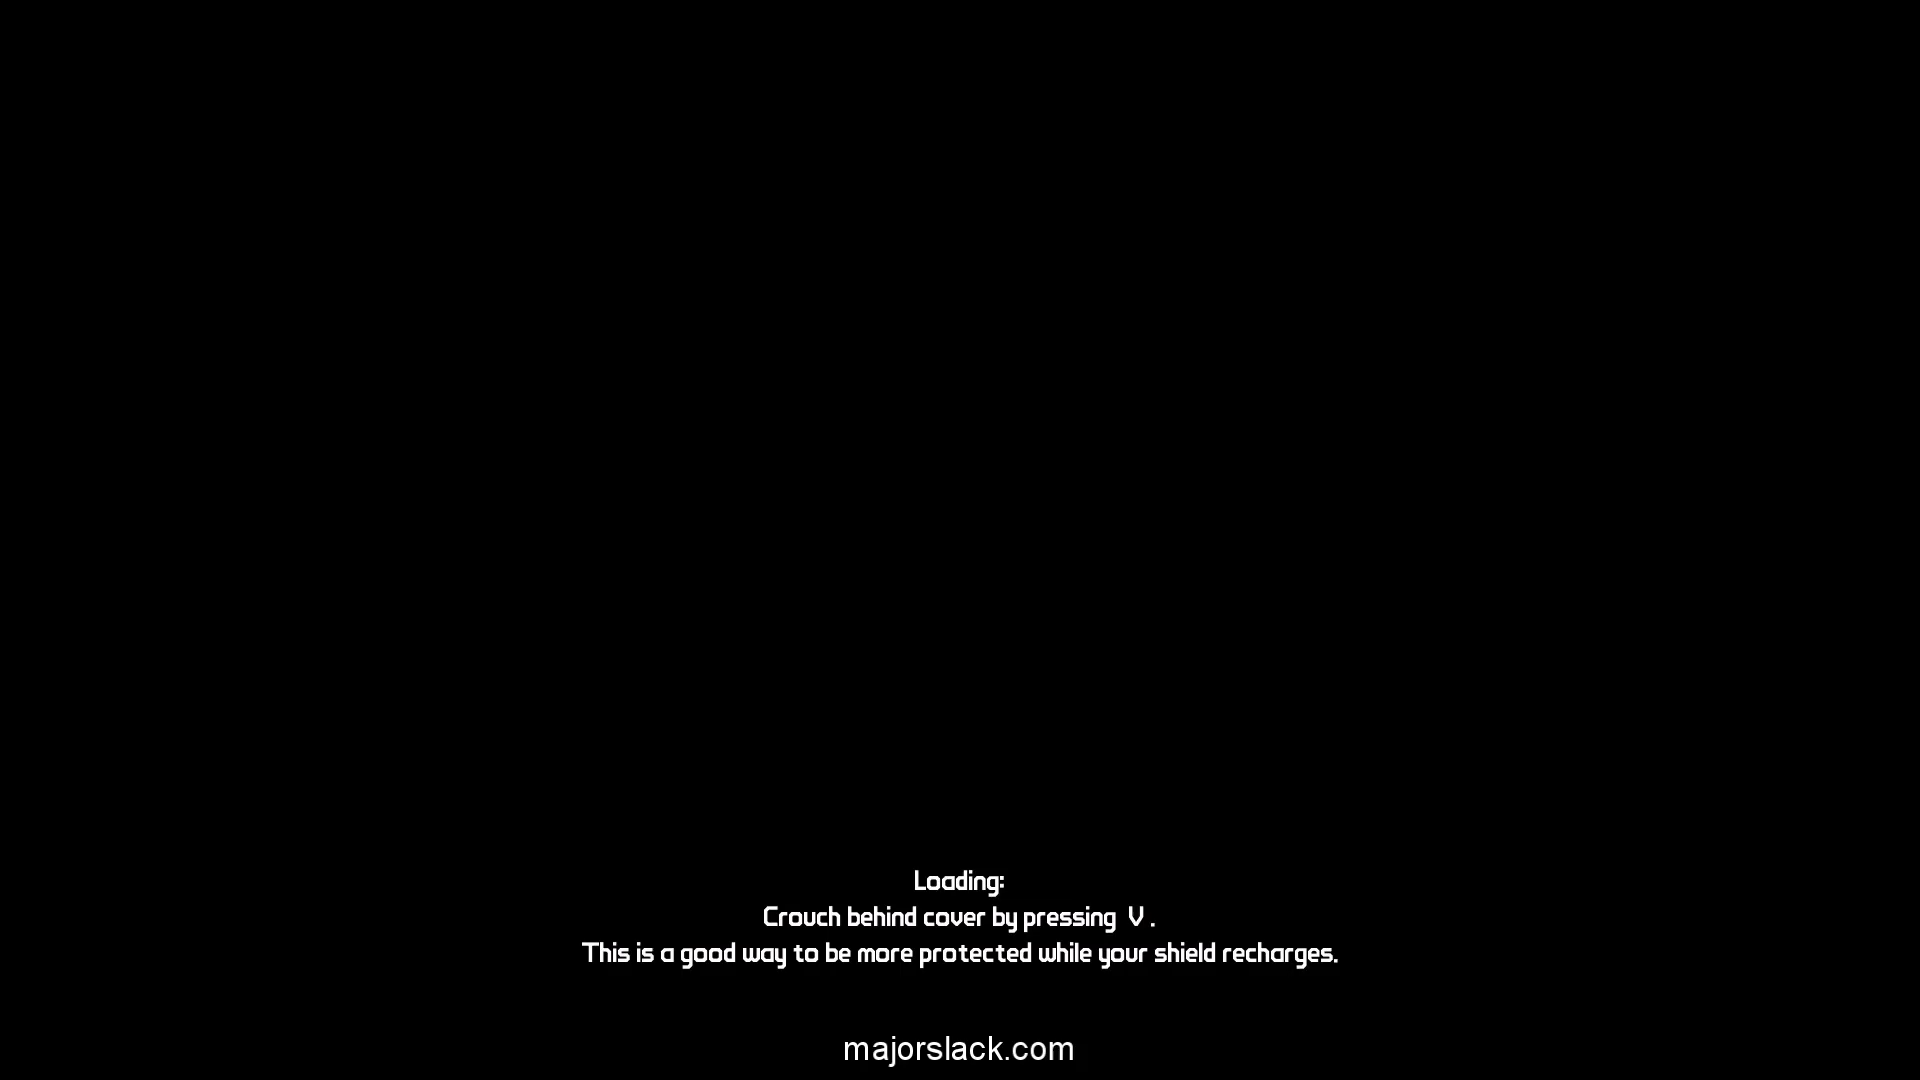 Loading:
Crouch behind cover by pressing V .
This is a good way to be more protected while your shield recharges.
majorslack.com